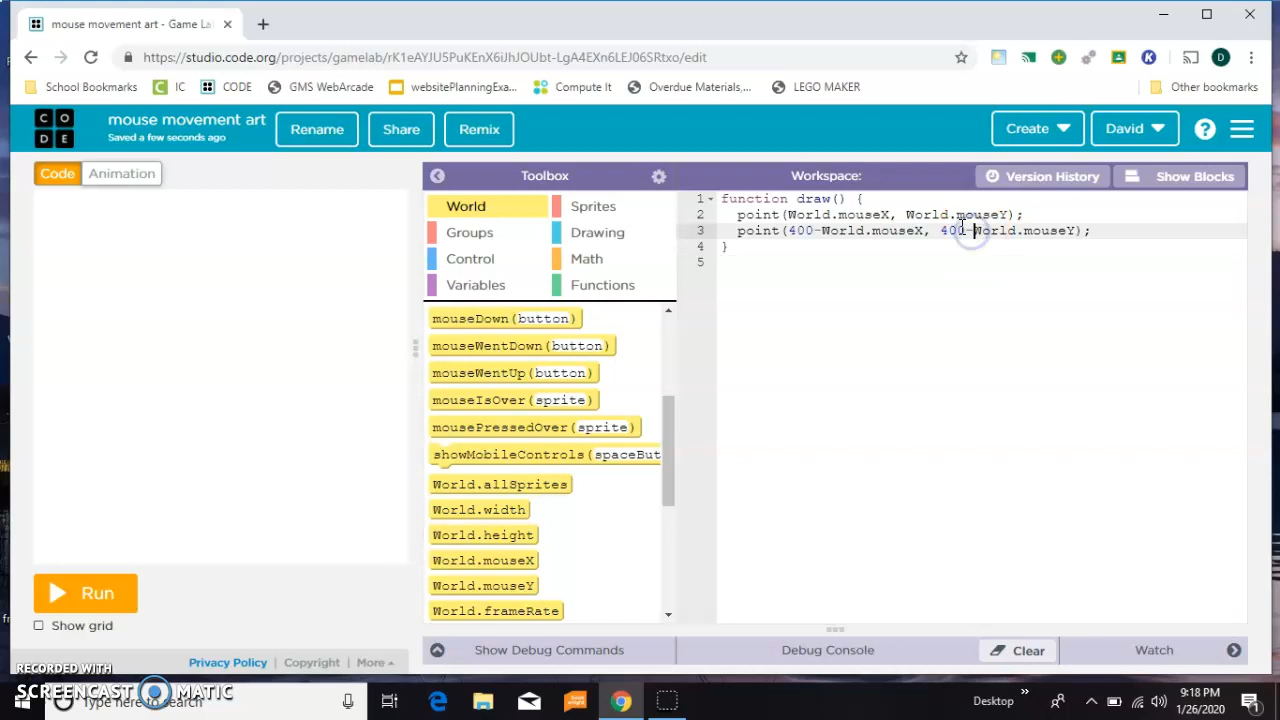 mouse movement art - Game La
https://studio.code.org/projects/gamelab/rK1eAYJU5PuKEnX6iJhJOUbt-LgA4EXn6LEJ06SRtxo/edit
D
School Bookmarks
IC
CODE
GMS WebArcade
websitePlanningExa...
Compute It
Overdue Materials,...
LEGO MAKER
Other bookmarks
C O
D E
mouse movement art
Saved a few seconds ago
Rename
Share
Remix
Create
David
?
Code
Animation
Toolbox
Workspace:
Version History
Show Blocks
World
Sprites
Groups
Drawing
Control
Math
Variables
Functions
mouseDown(button)
mouseWentDown(button)
mouseWentUp(button)
mouseIsOver(sprite)
mousePressedOver(sprite)
showMobileControls(spaceBut
World.allSprites
World.width
World.height
World.mouseX
World.mouseY
World.frameRate
1 function draw() {
2 point(World.mouseX, World.mouseY);
3 point(400-World.mouseX, 400-World.mouseY);
4 }
5
Run
Show grid
Privacy Policy
Copyright
More
Show Debug Commands
Debug Console
Clear
Watch
RECORDED WITH
SCREENCAST MATIC
Type here to search
Desktop
9:18 PM
1/26/2020
1